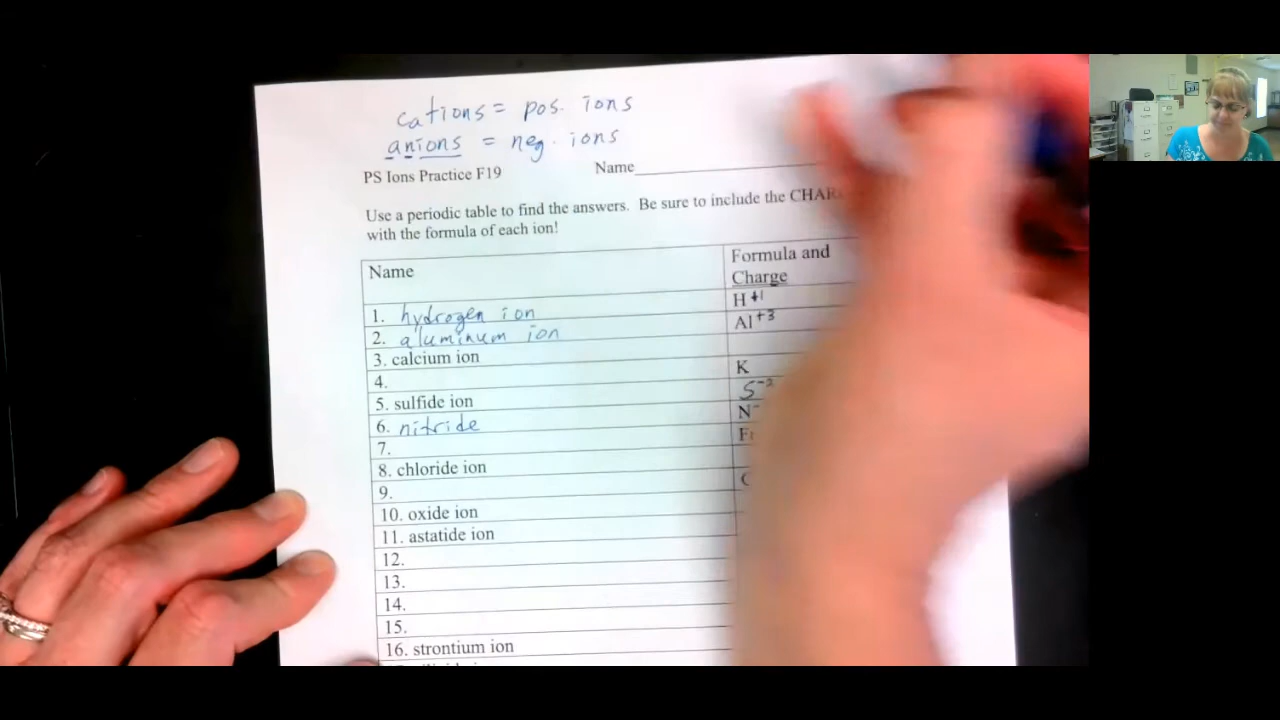 cations = pos. ions
anions = neg. ions
PS Ions Practice F19 Name
Use a periodic table to find the answers. Be sure to include the
with the formula of each ion!
Name Formula and
Charge
1. hydrogen ion H +1
2. aluminum ion Al +3
3. calcium ion
4. K
5. sulfide ion S -2
6. nitride N
7.
8. chloride ion
9.
10. oxide ion
11. astatide ion
12.
13.
14.
15.
16. strontium ion